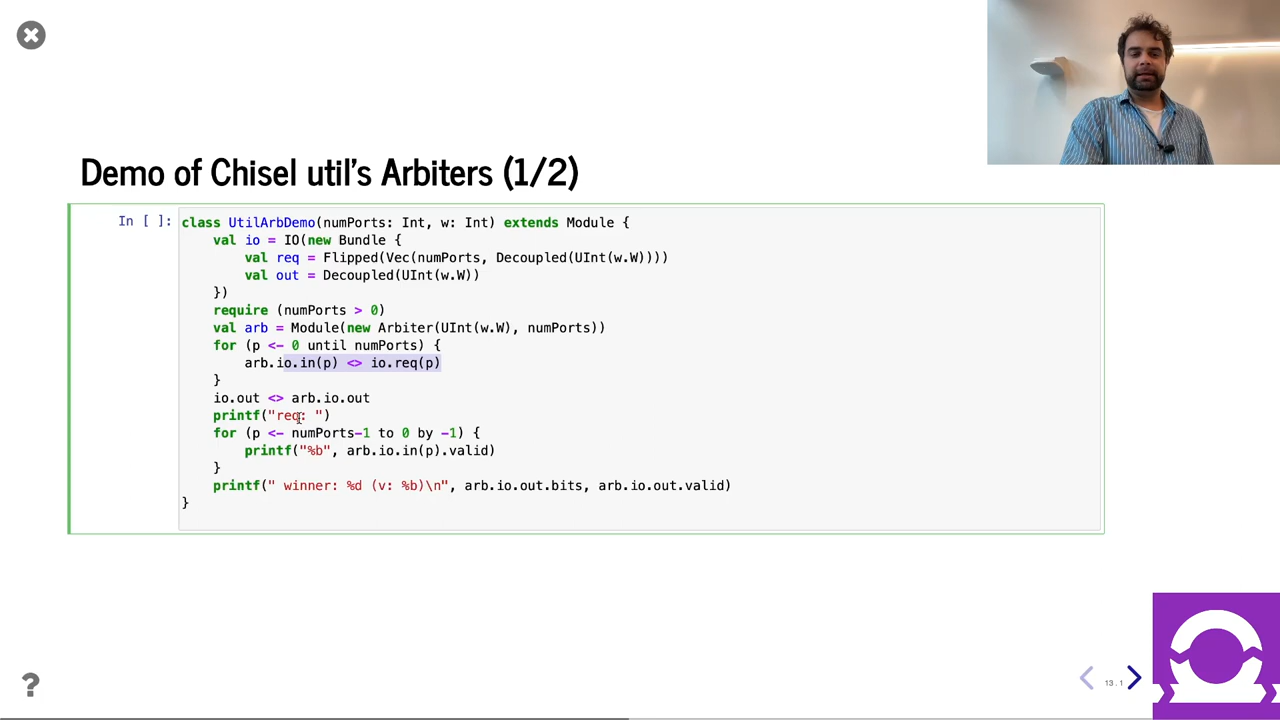 Demo of Chisel util's Arbiters (1/2)
In [ ]: class UtilArbDemo(numPorts: Int, w: Int) extends Module {
    val io = IO(new Bundle {
        val req = Flipped(Vec(numPorts, Decoupled(UInt(w.W))))
        val out = Decoupled(UInt(w.W))
    })
    require (numPorts > 0)
    val arb = Module(new Arbiter(UInt(w.W), numPorts))
    for (p <- 0 until numPorts) {
        arb.io.in(p) <> io.req(p)
    }
    io.out <> arb.io.out
    printf("req: ")
    for (p <- numPorts-1 to 0 by -1) {
        printf("%b", arb.io.in(p).valid)
    }
    printf(" winner: %d (v: %b)\n", arb.io.out.bits, arb.io.out.valid)
}
?
13.1